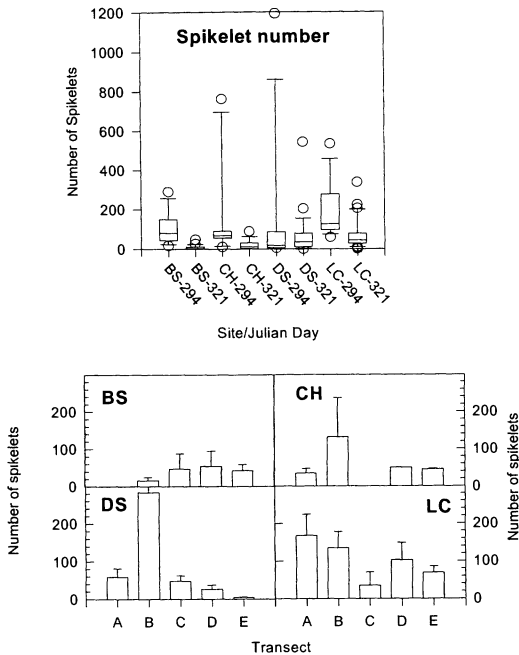 Spikelet number
Number of Spikelets
1200
1000
800
600
400
200
0
BS-294
BS-321
CH-294
CH-321
DS-294
DS-321
LC-294
LC-321
Site/Julian Day
BS
CH
DS
LC
Number of spikelets
200
100
0
200
100
0
Number of spikelets
200
100
0
200
100
0
A B C D E
A B C D E
Transect